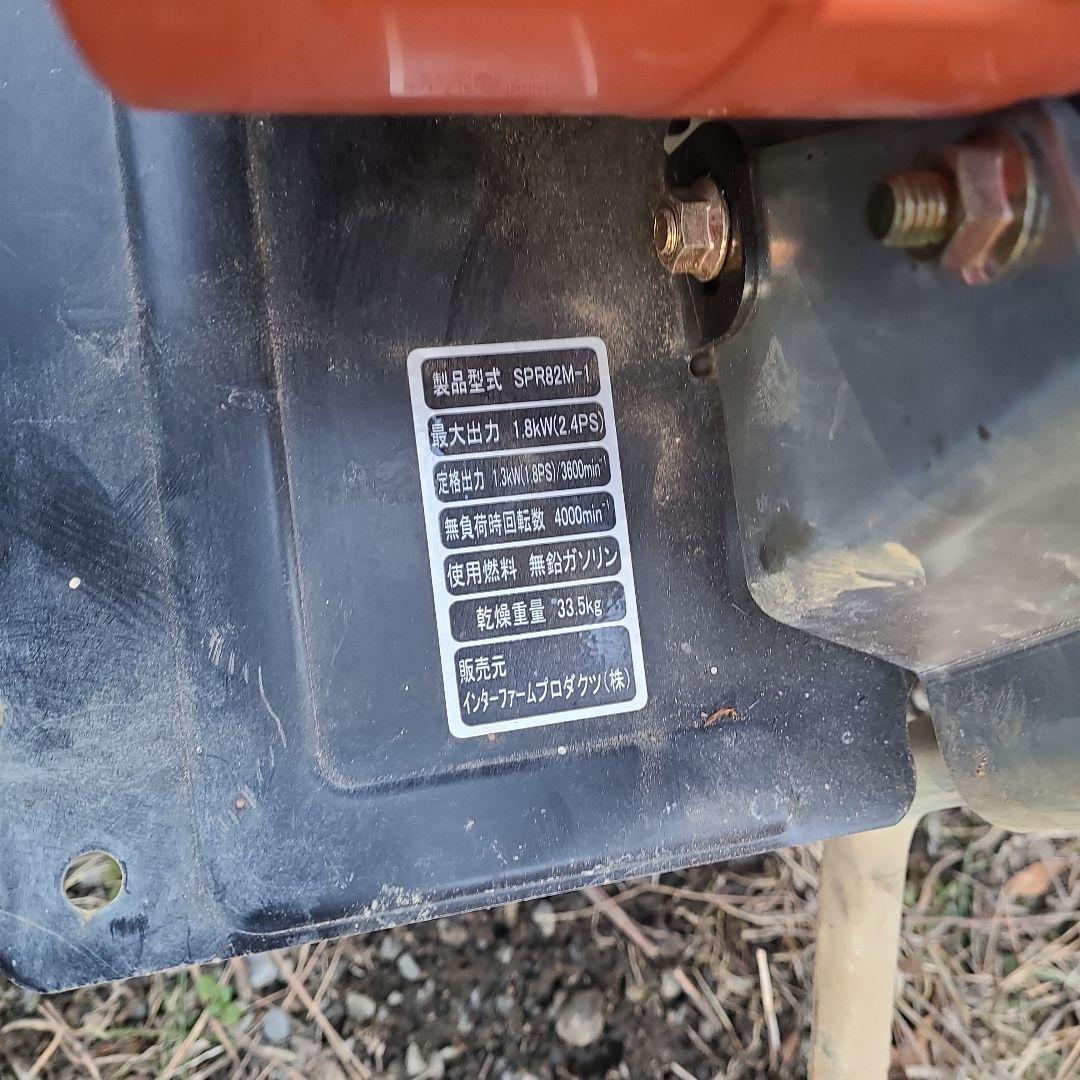 製品型式 SPR82M-1
最大出力 1.8kW(2.4PS)
定格出力 1.3kW(1.8PS)/3600min⁻¹
無負荷時回転数 4000min⁻¹
使用燃料 無鉛ガソリン
乾燥重量 33.5kg
販売元
インターファームプロダクツ(株)